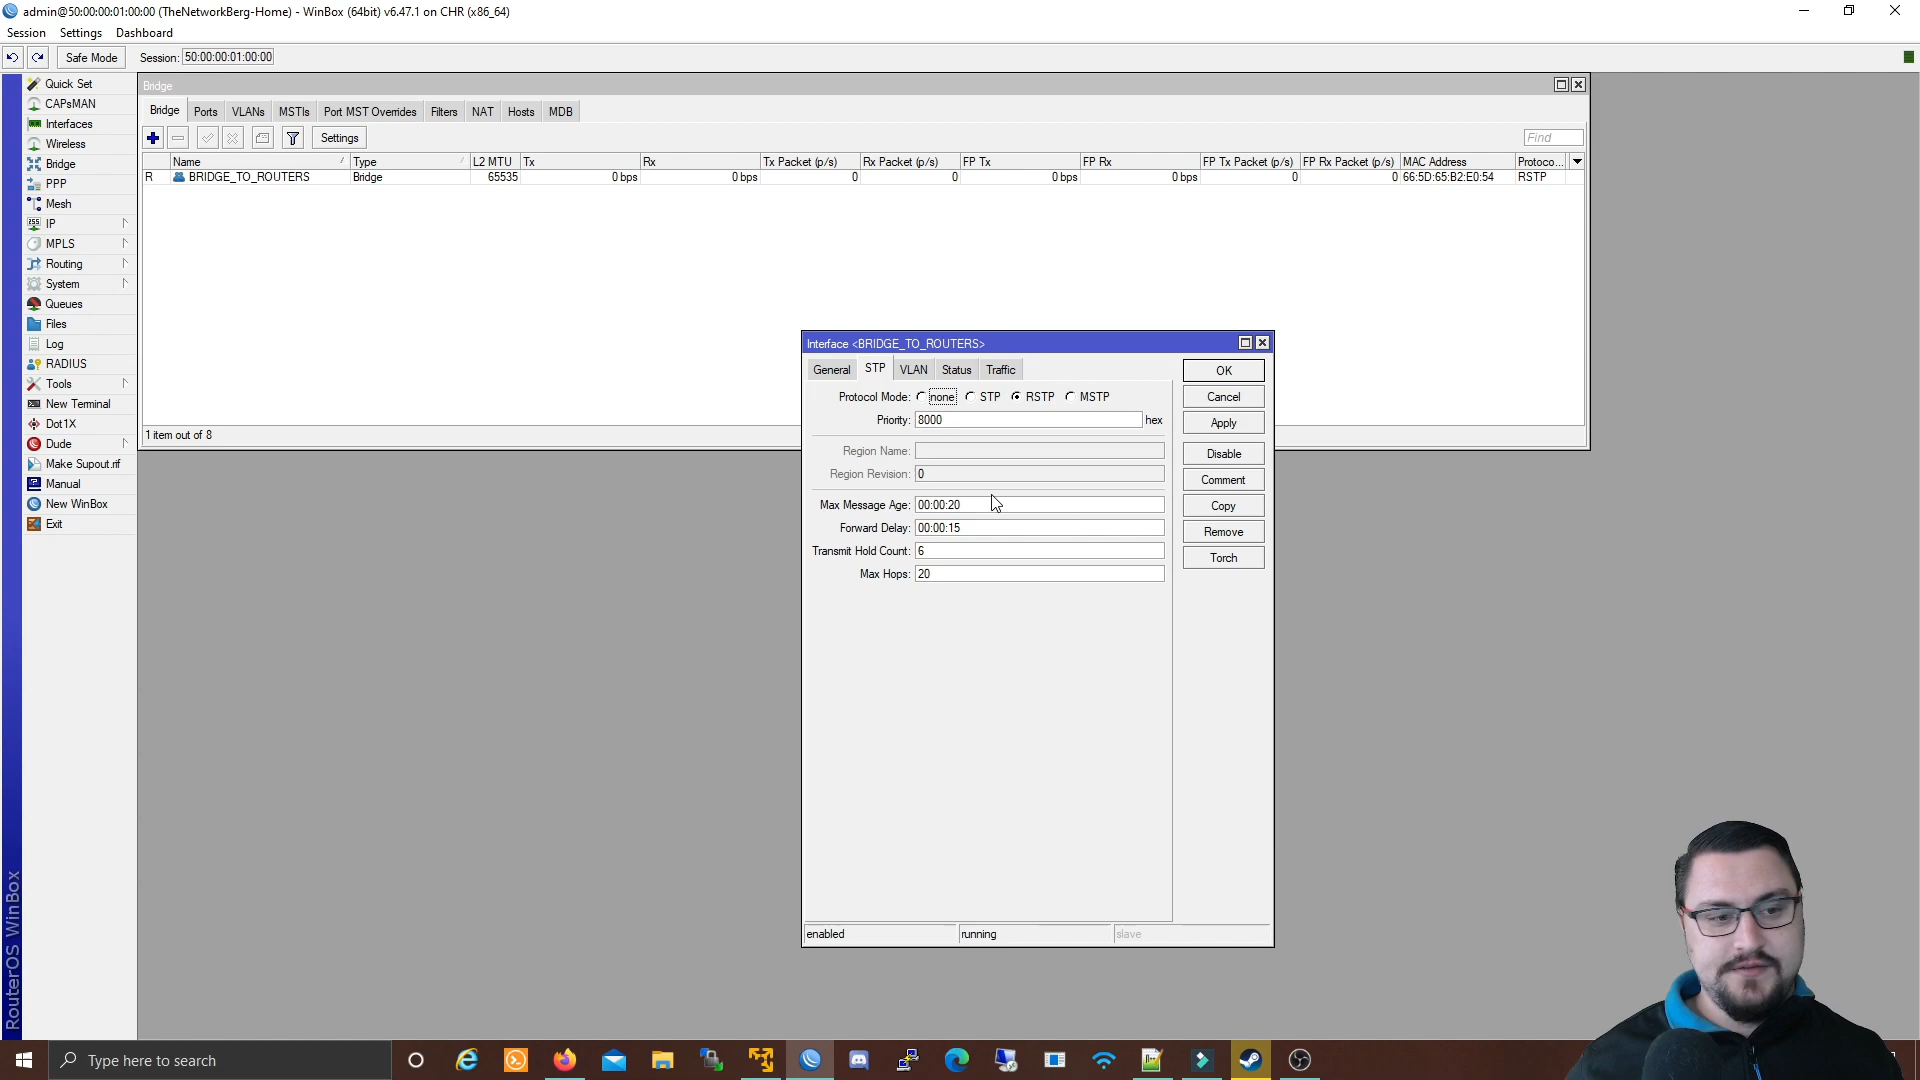 admin@50:00:00:01:00:00 (TheNetworkBerg-Home) - WinBox (64bit) v6.47.1 on CHR (x86_64)
Session Settings Dashboard
Safe Mode Session: 50:00:00:01:00:00
Quick Set
CAPsMAN
Interfaces
Wireless
Bridge
PPP
Mesh
IP
MPLS
Routing
System
Queues
Files
Log
RADIUS
Tools
New Terminal
Dot1X
Dude
Make Supout.rif
Manual
New WinBox
Exit
RouterOS WinBox
Bridge
Bridge Ports VLANs MSTIs Port MST Overrides Filters NAT Hosts MDB
Settings Find
Name Type L2 MTU Tx Rx Tx Packet (p/s) Rx Packet (p/s) FP Tx FP Rx FP Tx Packet (p/s) FP Rx Packet (p/s) MAC Address Protoco...
R BRIDGE_TO_ROUTERS Bridge 65535 0 bps 0 bps 0 0 0 bps 0 bps 0 0 66:5D:65:B2:E0:54 RSTP
1 item out of 8
Interface <BRIDGE_TO_ROUTERS>
General STP VLAN Status Traffic
Protocol Mode: none STP RSTP MSTP
Priority: 8000 hex
Region Name:
Region Revision: 0
Max Message Age: 00:00:20
Forward Delay: 00:00:15
Transmit Hold Count: 6
Max Hops: 20
OK
Cancel
Apply
Disable
Comment
Copy
Remove
Torch
enabled running slave
Type here to search